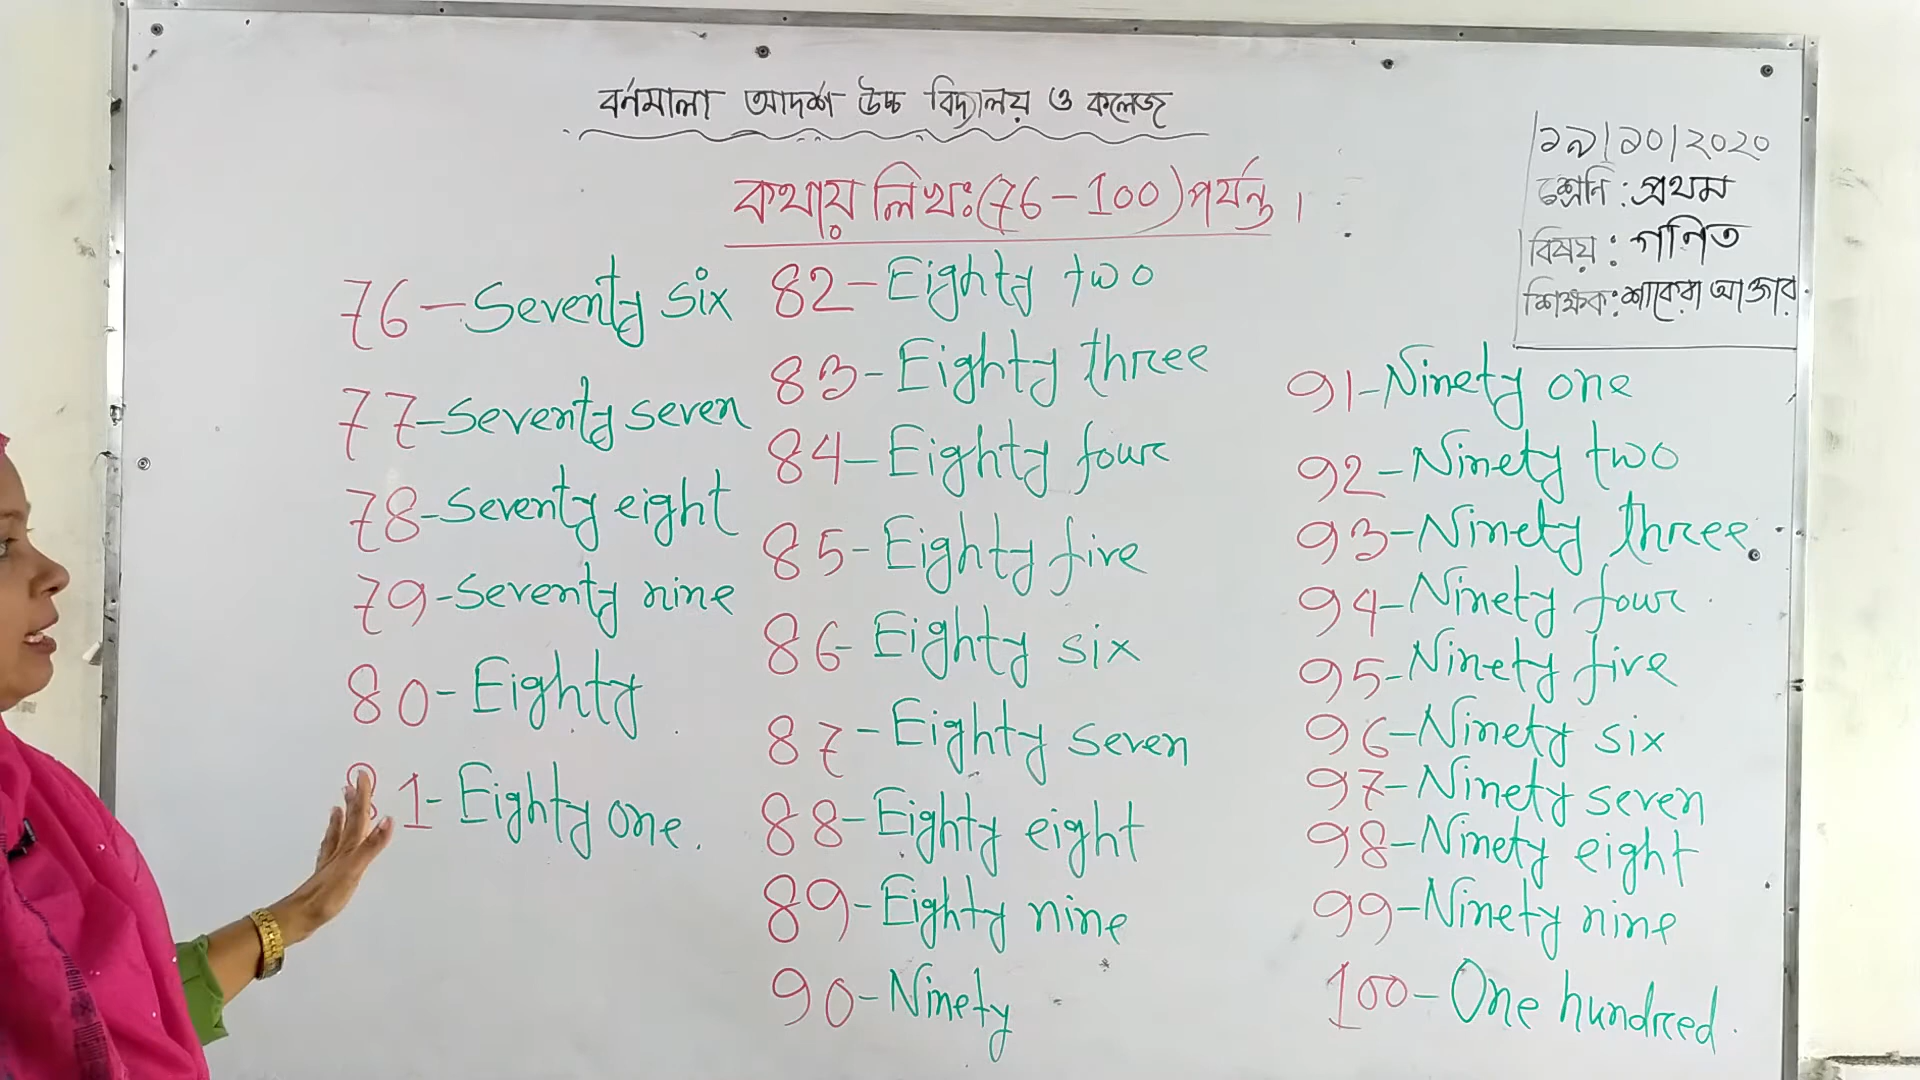 বর্ণমালা আদর্শ উচ্চ বিদ্যালয় ও কলেজ
১৯/১০/২০২০
শ্রেণি : প্রথম
বিষয় : গণিত
শিক্ষক: শাকেরা আক্তার
কথায় লিখঃ(76-100) পর্যন্ত।
76-Seventy six
77-Seventy seven
78-Seventy eight
79-Seventy nine
80-Eighty
81-Eighty one.
82-Eighty two
83-Eighty three
84-Eighty four
85-Eighty five
86-Eighty six
87-Eighty seven
88-Eighty eight
89-Eighty nine
90-Ninety
91-Ninety one
92-Ninety two
93-Ninety three
94-Ninety four
95-Ninety five
96-Ninety six
97-Ninety seven
98-Ninety eight
99-Ninety nine
100-One hundred